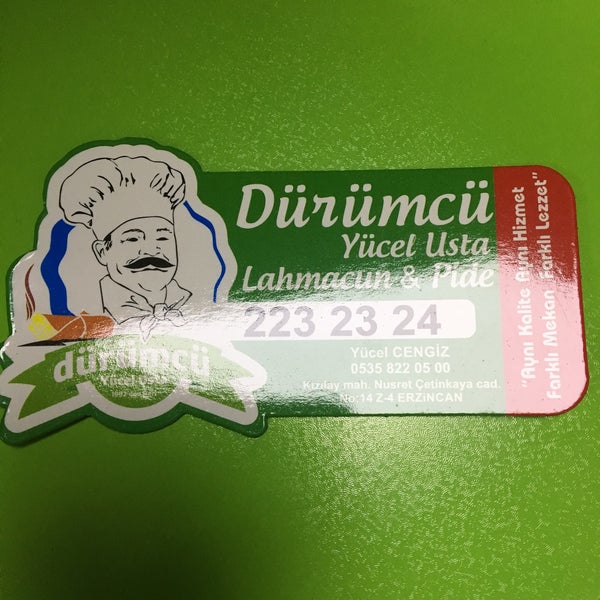 Dürümcü
Yücel Usta
Lahmacun & Pide
223 23 24
Yücel CENGİZ
0535 822 05 00
Kızılay mah. Nusret Çetinkaya cad.
No:14 Z-4 ERZİNCAN
"Aynı Kalite Aynı Hizmet
Farklı Mekan Farklı Lezzet"
dürümcü
Yücel Usta